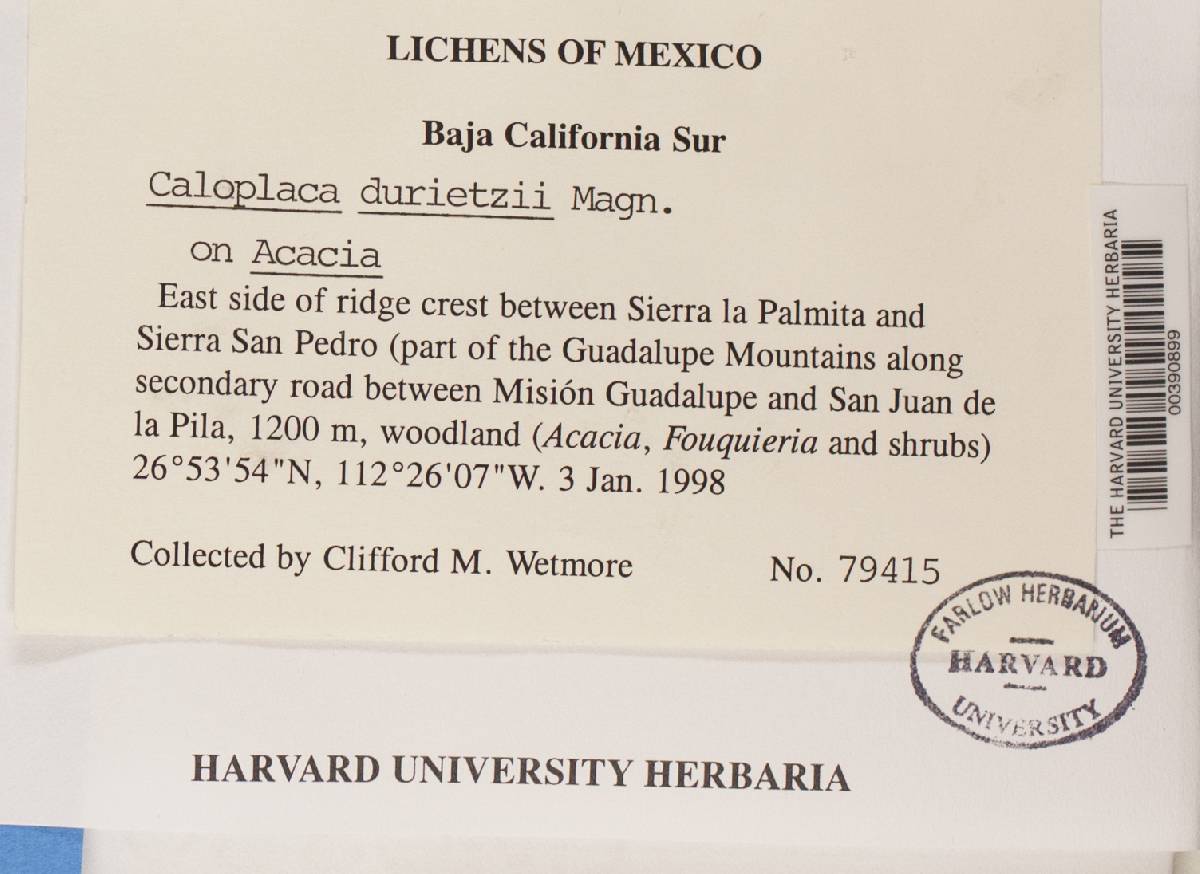 LICHENS OF MEXICO
Baja California Sur
Caloplaca durietzii Magn.
on Acacia
East side of ridge crest between Sierra la Palmita and
Sierra San Pedro (part of the Guadalupe Mountains along
secondary road between Misión Guadalupe and San Juan de
la Pila, 1200 m, woodland (Acacia, Fouquieria and shrubs)
26°53'54"N, 112°26'07"W. 3 Jan. 1998
Collected by Clifford M. Wetmore No. 79415
THE HARVARD UNIVERSITY HERBARIA
00390899
FARLOW HERBARIUM
HARVARD
UNIVERSITY
HARVARD UNIVERSITY HERBARIA